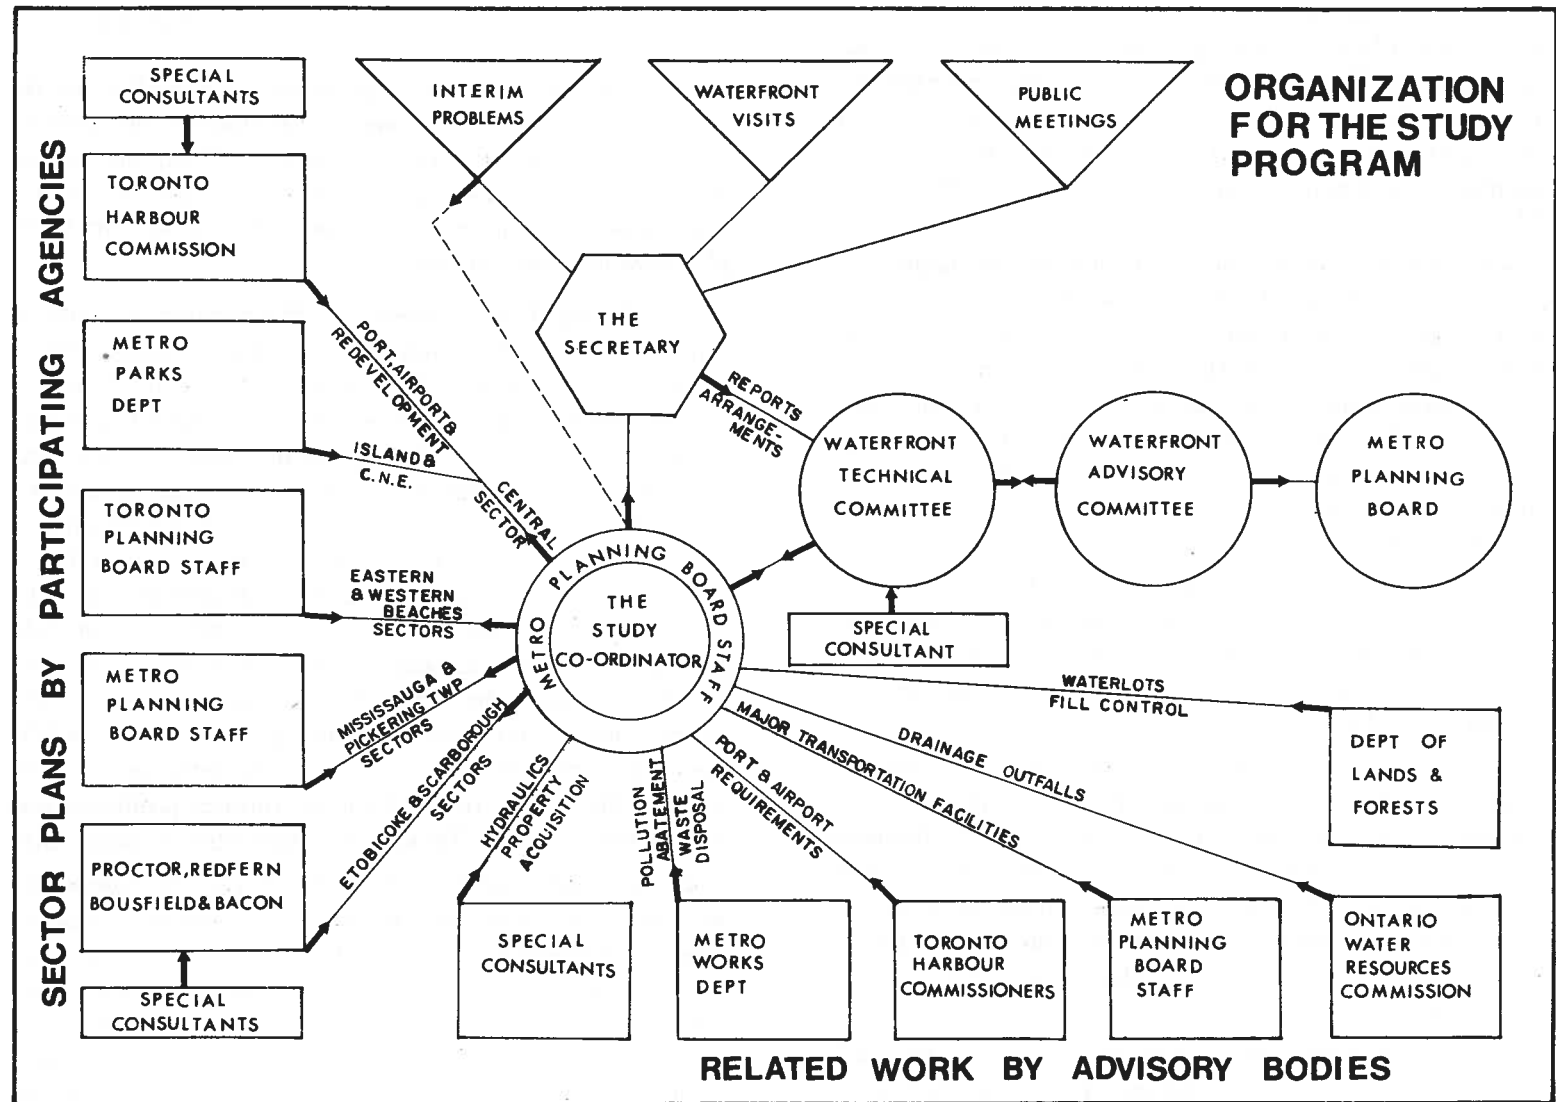 ORGANIZATION
FOR THE STUDY
PROGRAM
SPECIAL
CONSULTANTS
INTERIM
PROBLEMS
WATERFRONT
VISITS
PUBLIC
MEETINGS
SECTOR PLANS BY PARTICIPATING AGENCIES
TORONTO
HARBOUR
COMMISSION
METRO
PARKS
DEPT
TORONTO
PLANNING
BOARD STAFF
METRO
PLANNING
BOARD STAFF
PROCTOR, REDFERN
BOUSFIELD & BACON
SPECIAL
CONSULTANTS
PORT, AIRPORT &
REDEVELOPMENT
ISLAND &
C.N.E.
CENTRAL
SECTOR
EASTERN
& WESTERN
BEACHES
SECTORS
MISSISSAUGA &
PICKERING TWP
SECTORS
ETOBICOKE & SCARBOROUGH
SECTORS
THE
SECRETARY
REPORTS
ARRANGE-
MENTS
WATERFRONT
TECHNICAL
COMMITTEE
WATERFRONT
ADVISORY
COMMITTEE
METRO
PLANNING
BOARD
SPECIAL
CONSULTANT
METRO PLANNING BOARD STAFF
THE
STUDY
CO-ORDINATOR
HYDRAULICS
PROPERTY
ACQUISITION
POLLUTION
ABATEMENT
WASTE
DISPOSAL
PORT & AIRPORT
REQUIREMENTS
MAJOR TRANSPORTATION FACILITIES
DRAINAGE OUTFALLS
WATERLOTS
FILL CONTROL
DEPT OF
LANDS &
FORESTS
SPECIAL
CONSULTANTS
METRO
WORKS
DEPT
TORONTO
HARBOUR
COMMISSIONERS
METRO
PLANNING
BOARD
STAFF
ONTARIO
WATER
RESOURCES
COMMISSION
RELATED WORK BY ADVISORY BODIES